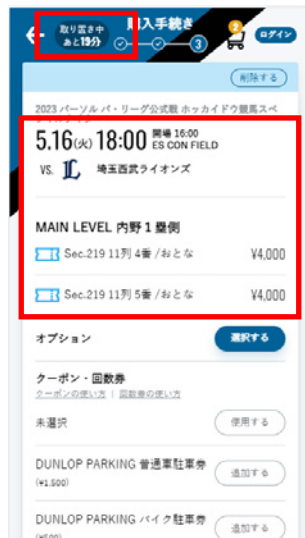 取り置き中
あと19分
購入手続き
3
2
ログイン
削除する
2023 パーソル パ・リーグ公式戦 ホッカイドウ競馬スペ
5.16(火) 18:00 開場 16:00
ES CON FIELD
VS. 埼玉西武ライオンズ
MAIN LEVEL 内野1塁側
Sec.219 11列 4番 /おとな ¥4,000
Sec.219 11列 5番 /おとな ¥4,000
オプション 選択する
クーポン・回数券
クーポンの使い方 | 回数券の使い方
未選択 使用する
DUNLOP PARKING 普通車駐車券
(¥1,500)
追加する
DUNLOP PARKING バイク駐車券
(¥500)
追加する